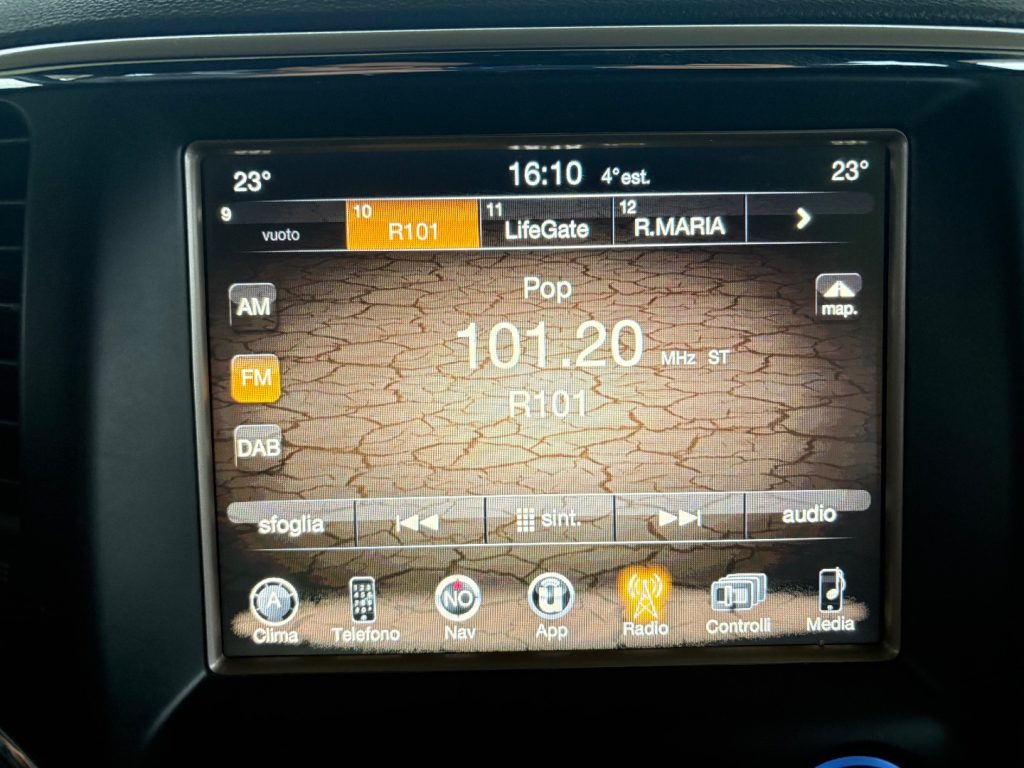 23° 16:10 4°est. 23°
9 vuoto 10 R101 11 LifeGate 12 R.MARIA
Pop
AM map.
101.20 MHz ST
FM
R101
DAB
sfoglia sint. audio
A NO
Clima Telefono Nav App Radio Controlli Media